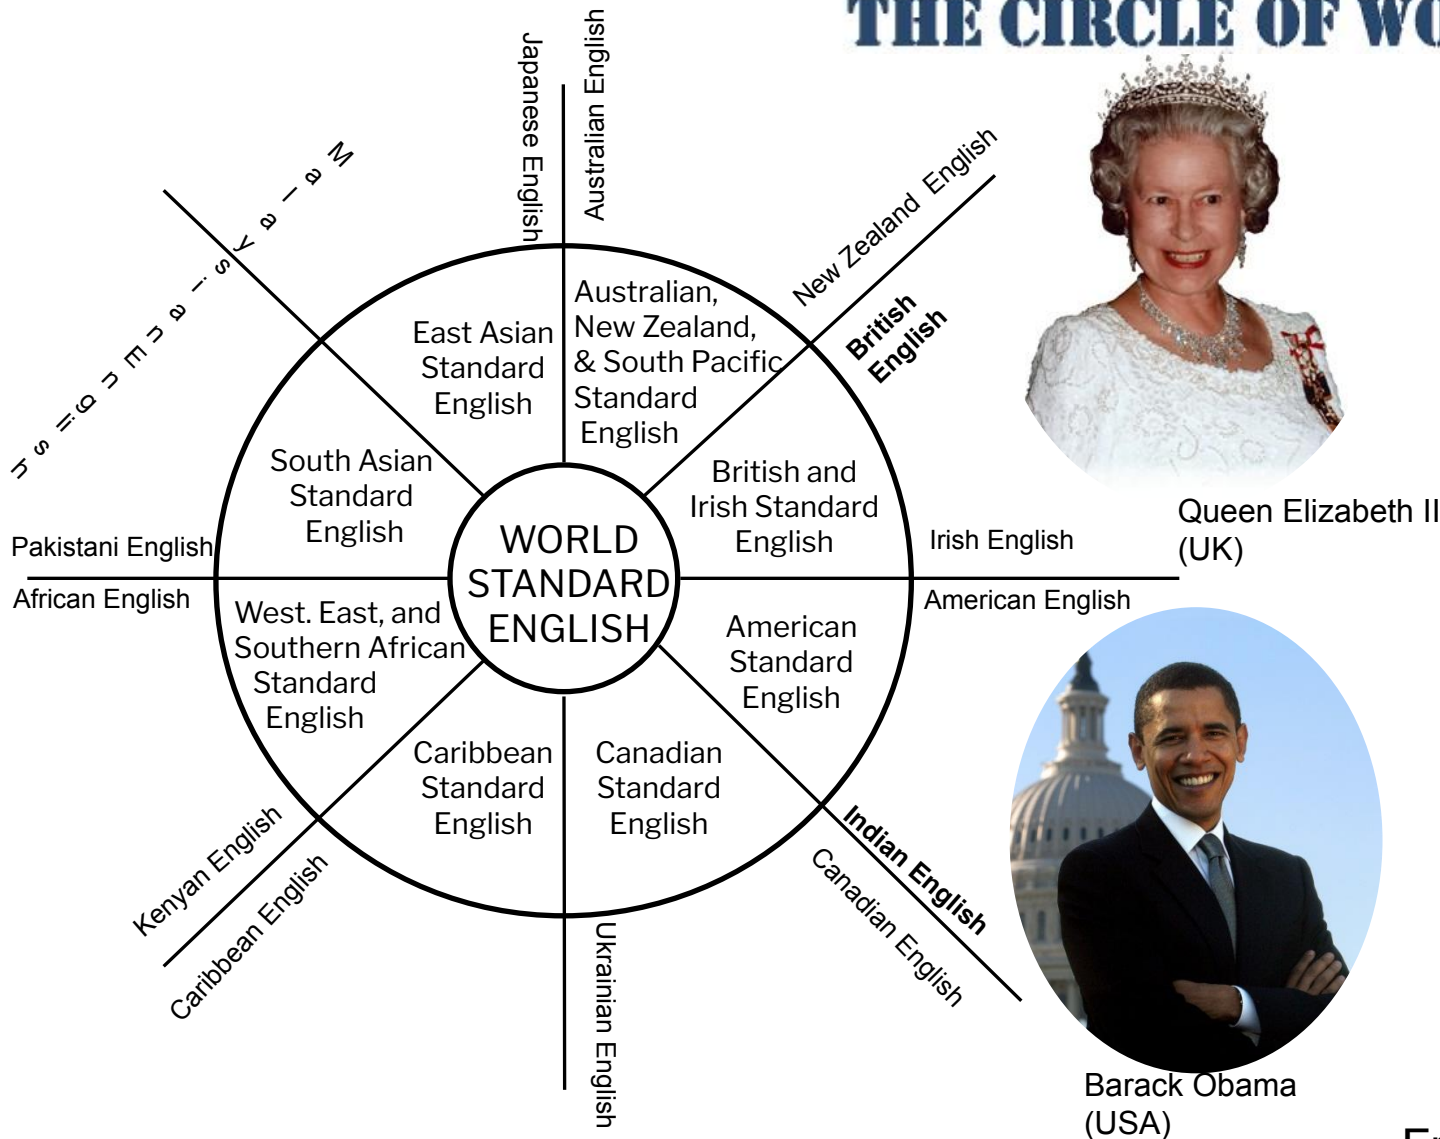 THE CIRCLE OF WO
Japanese English
Australian English
Malaysian English
New Zealand English
British
English
East Asian
Standard
English
Australian,
New Zealand,
& South Pacific
Standard
English
South Asian
Standard
English
British and
Irish Standard
English
Queen Elizabeth II
(UK)
WORLD
STANDARD
ENGLISH
Pakistani English
Irish English
African English
American English
West. East, and
Southern African
Standard
English
American
Standard
English
Caribbean
Standard
English
Canadian
Standard
English
Kenyan English
Caribbean English
Ukrainian English
Indian English
Canadian English
Barack Obama
(USA)